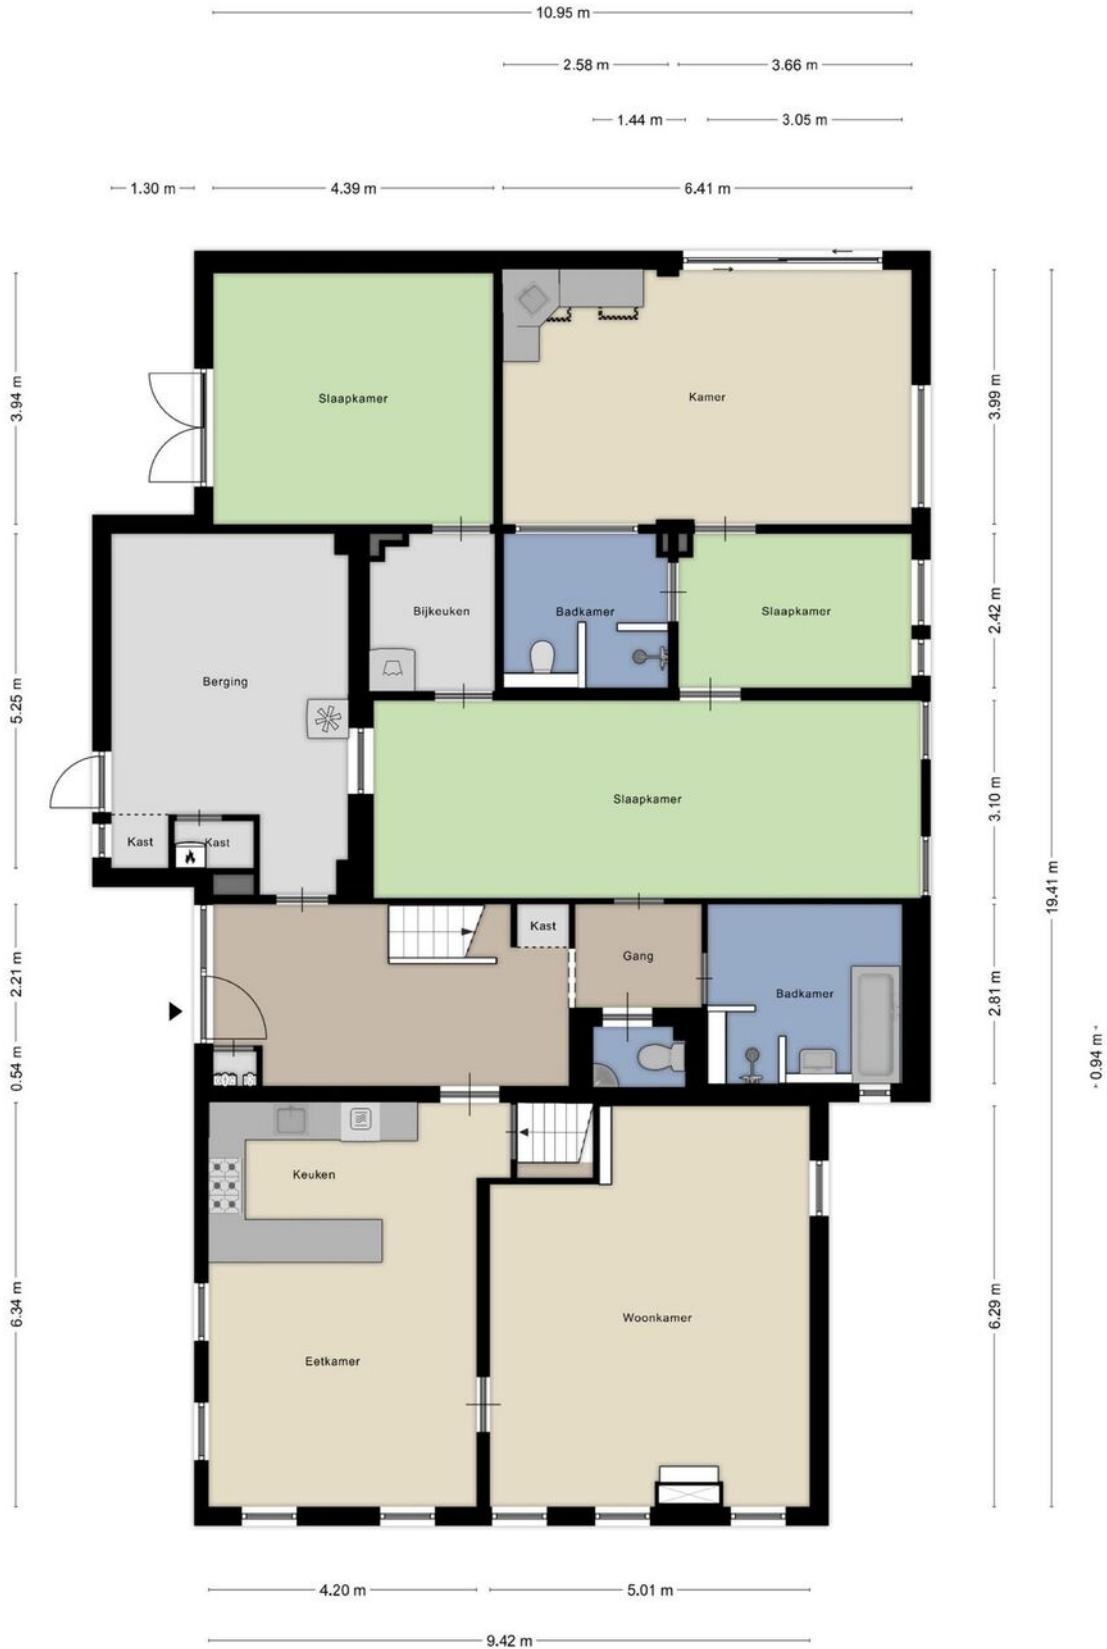 10.95 m
2.58 m
3.66 m
1.44 m
3.05 m
1.30 m
4.39 m
6.41 m
3.94 m
Slaapkamer
Kamer
3.99 m
5.25 m
Berging
Bijkeuken
Badkamer
Slaapkamer
2.42 m
Slaapkamer
3.10 m
Kast
Kast
19.41 m
2.21 m
Kast
Gang
Badkamer
2.81 m
0.54 m
0.94 m
Keuken
6.34 m
Eetkamer
Woonkamer
6.29 m
4.20 m
5.01 m
9.42 m